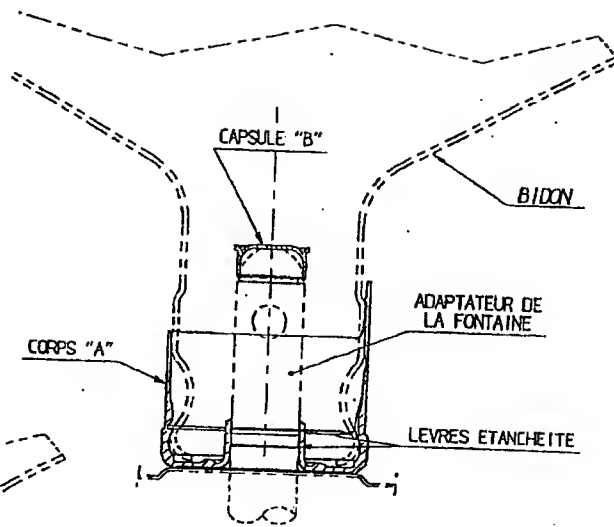 CAPSULE "B"
BIDON
ADAPTATEUR DE
LA FONTAINE
CORPS "A"
LEVRES ETANCHEITE